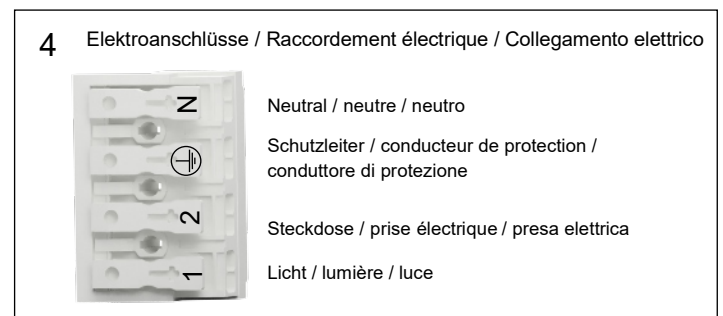 4 Elektroanschlüsse / Raccordement électrique / Collegamento elettrico
N
Neutral / neutre / neutro
Schutzleiter / conducteur de protection /
conduttore di protezione
2
Steckdose / prise électrique / presa elettrica
1
Licht / lumière / luce